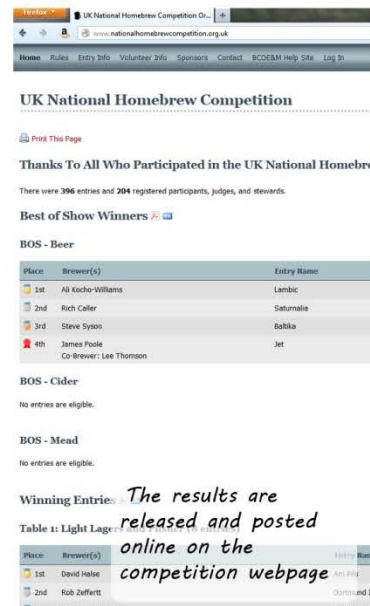 Firefox
UK National Homebrew Competition Or...
www.nationalhomebrewcompetition.org.uk
Home Rules Entry Info Volunteer Info Sponsors Contact BCOE&M Help Site Log In
UK National Homebrew Competition
Print This Page
Thanks To All Who Participated in the UK National Homebre
There were 396 entries and 204 registered participants, judges, and stewards.
Best of Show Winners
BOS - Beer
Place Brewer(s) Entry Name
1st Ali Kocho-Williams Lambic
2nd Rich Caller Saturnalia
3rd Steve Syson Baltika
4th James Poole Jet
Co-Brewer: Lee Thomson
BOS - Cider
No entries are eligible.
BOS - Mead
No entries are eligible.
Winning Entries
The results are
released and posted
online on the
competition webpage
Table 1: Light Lagers
Place Brewer(s)
1st David Halse
2nd Rob Zeffertt